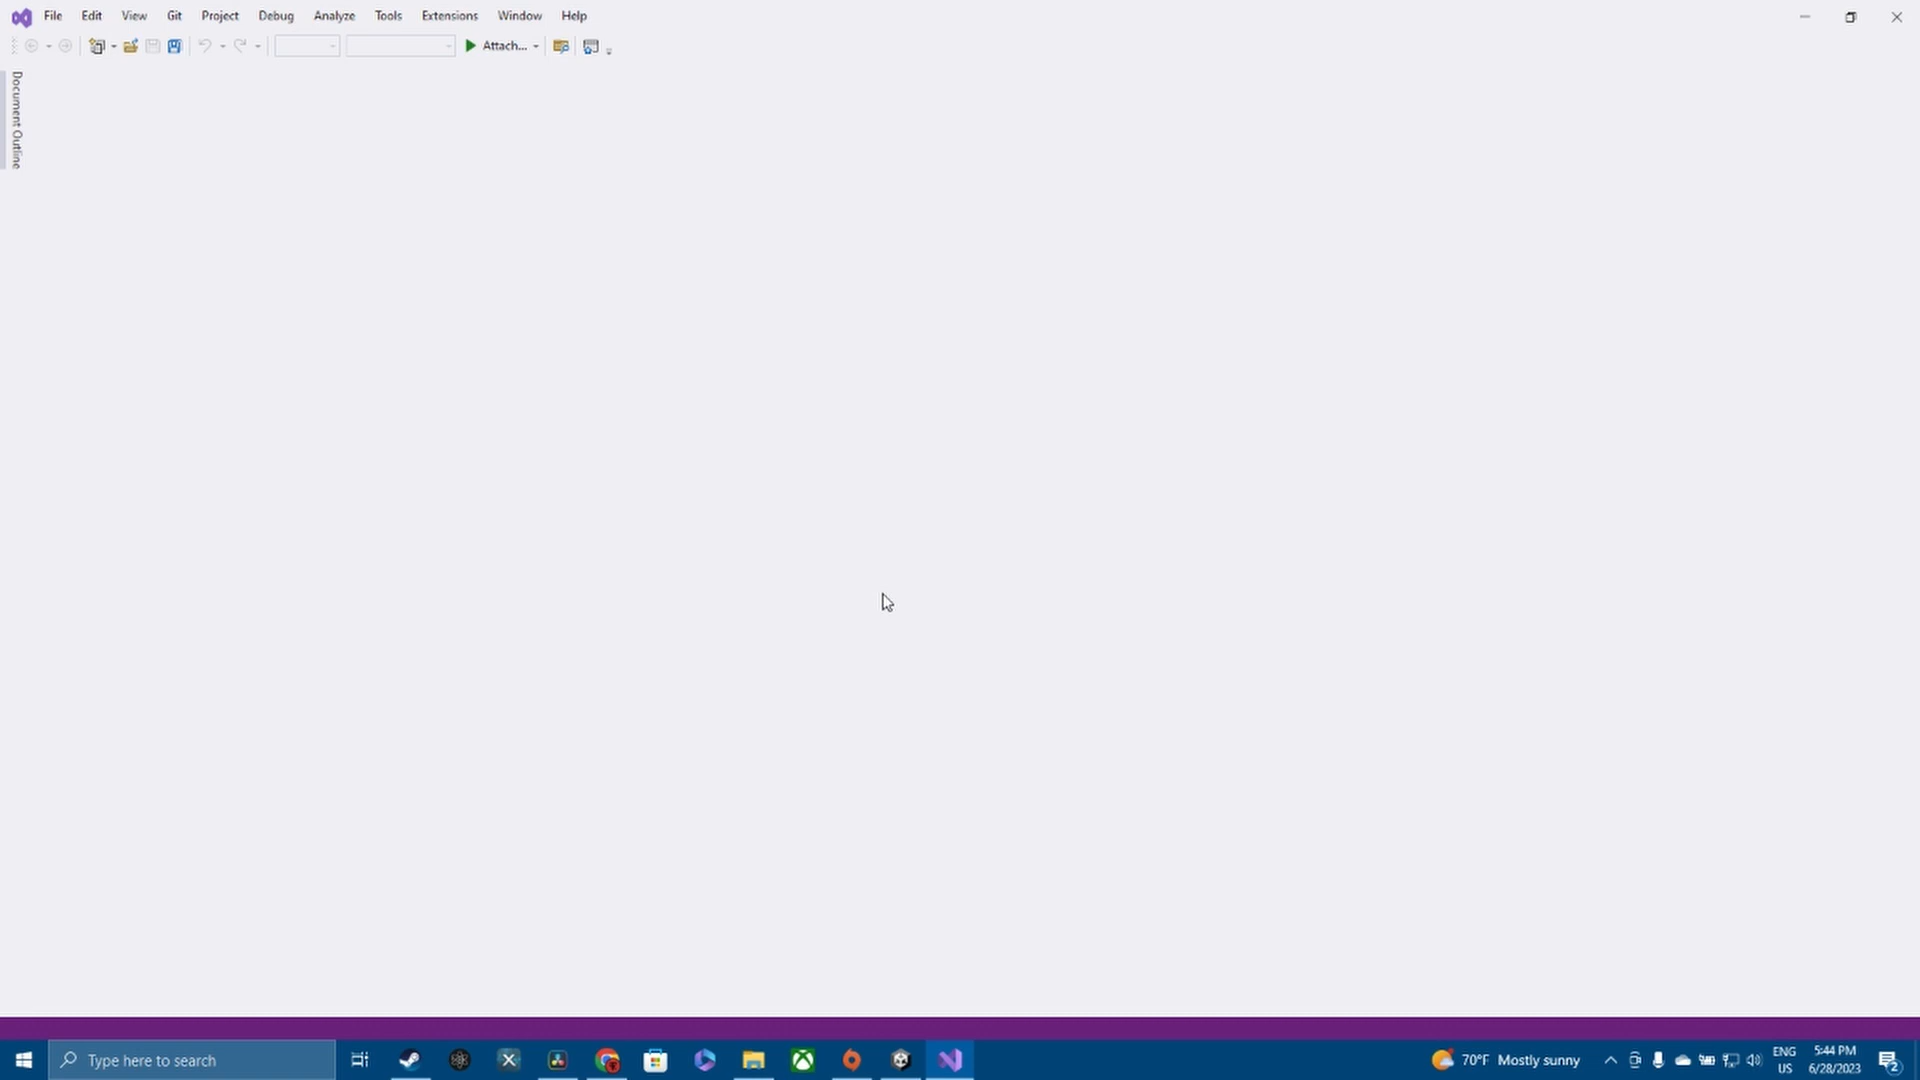 File Edit View Git Project Debug Analyze Tools Extensions Window Help
Attach...
Document Outline
Type here to search
70°F Mostly sunny
ENG
US
5:44 PM
6/28/2023
2